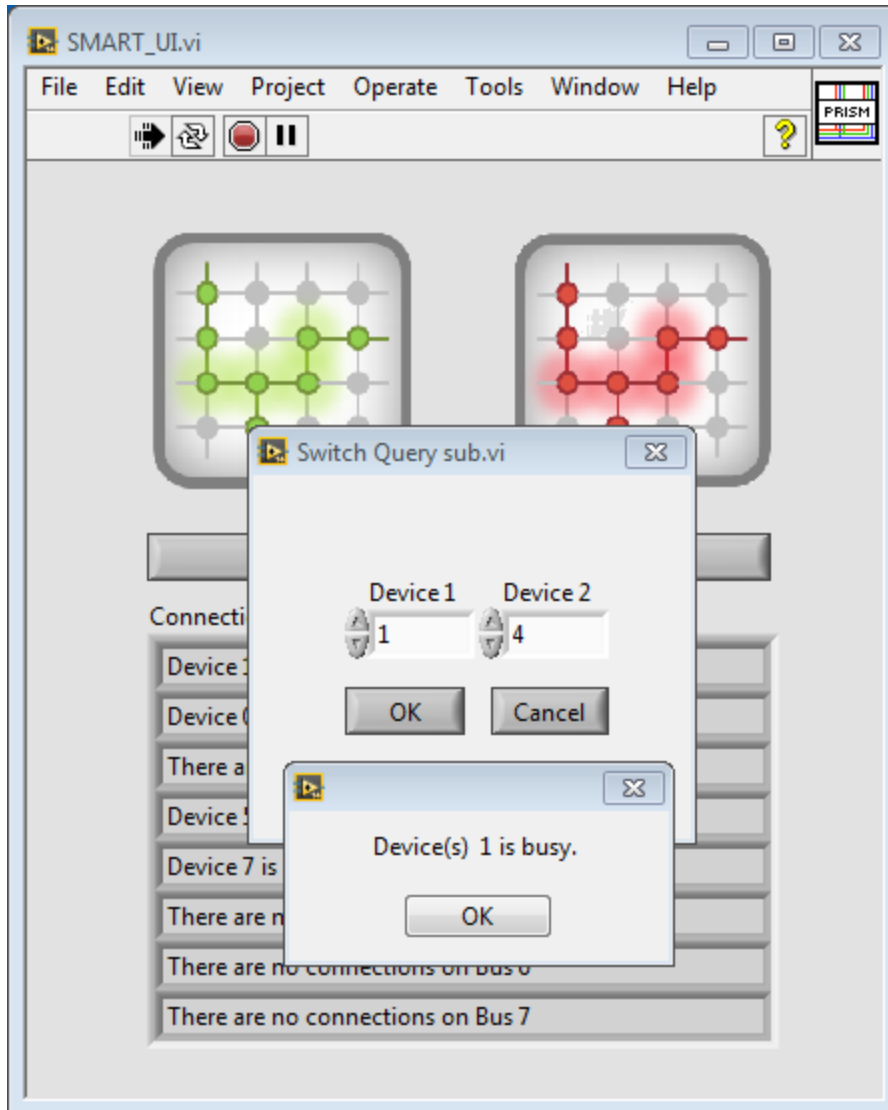 SMART_UI.vi
File Edit View Project Operate Tools Window Help
PRISM
Switch Query sub.vi
Device 1 Device 2
1 4
OK Cancel
Device(s) 1 is busy.
OK
Device
Device
There
Device
Device 7 is
There are
There are no connections on Bus
There are no connections on Bus 7